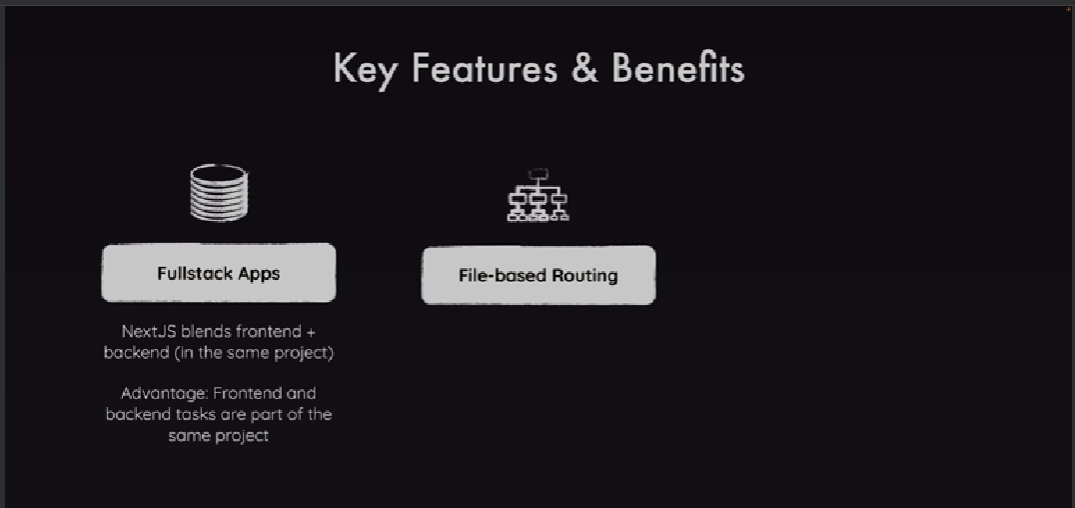 Key Features & Benefits
Fullstack Apps
NextJS blends frontend +
backend (in the same project)
Advantage: Frontend and
backend tasks are part of the
same project
File-based Routing